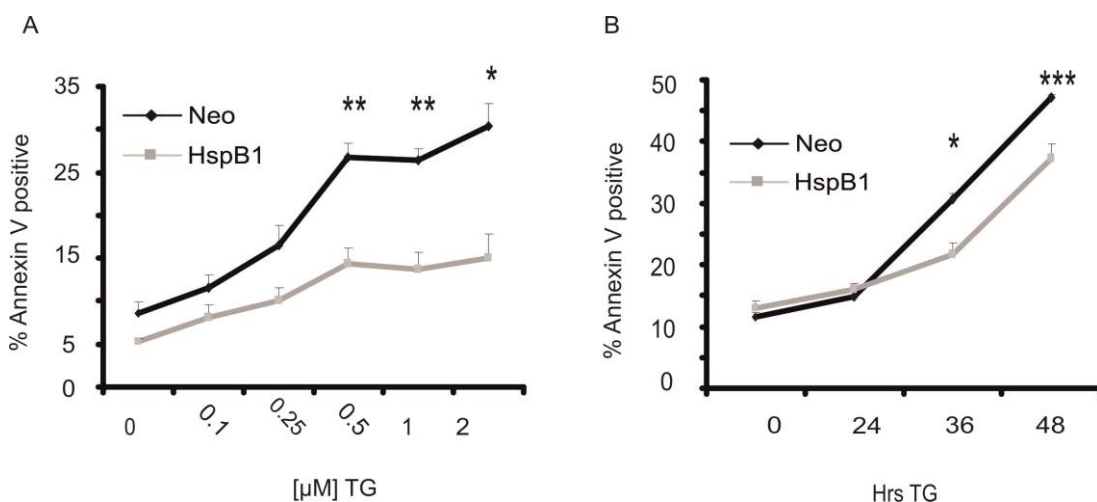 A
35
25
15
5
0
% Annexin V positive
Neo
HspB1
**
**
*
0
0.1
0.25
0.5
1
2
[µM] TG
B
50
40
30
20
10
0
% Annexin V positive
Neo
HspB1
*
***
0
24
36
48
Hrs TG